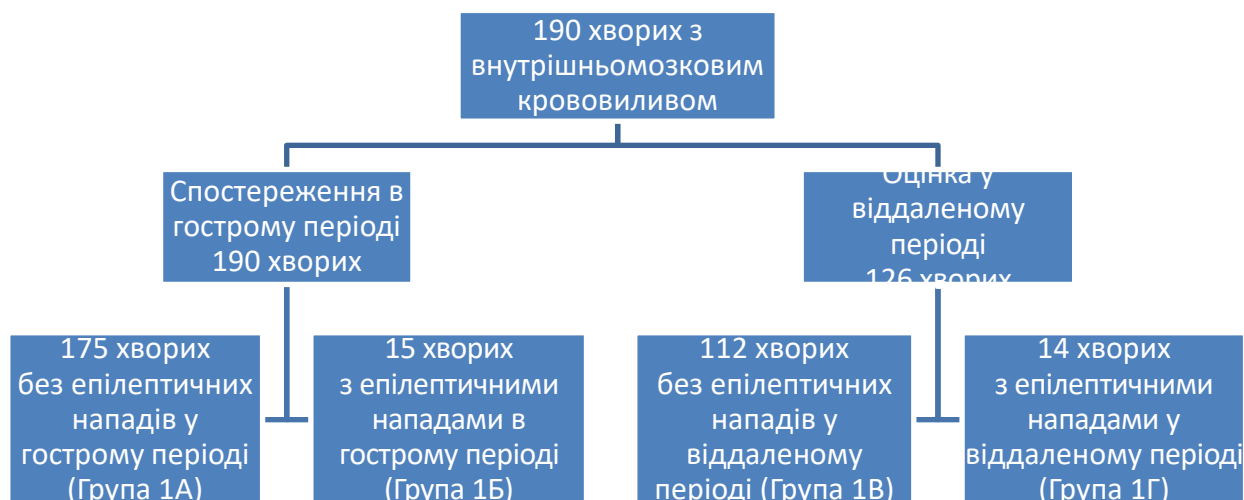 190 хворих з
внутрішньомозковим
крововиливом
Спостереження в
гострому періоді
190 хворих
Оцінка у
віддаленому
періоді
126 хворих
175 хворих
без епілептичних
нападів у
гострому періоді
(Група 1А)
15 хворих
з епілептичними
нападами в
гострому періоді
(Група 1Б)
112 хворих
без епілептичних
нападів у
віддаленому
періоді (Група 1В)
14 хворих
з епілептичними
нападами у
віддаленому періоді
(Група 1Г)